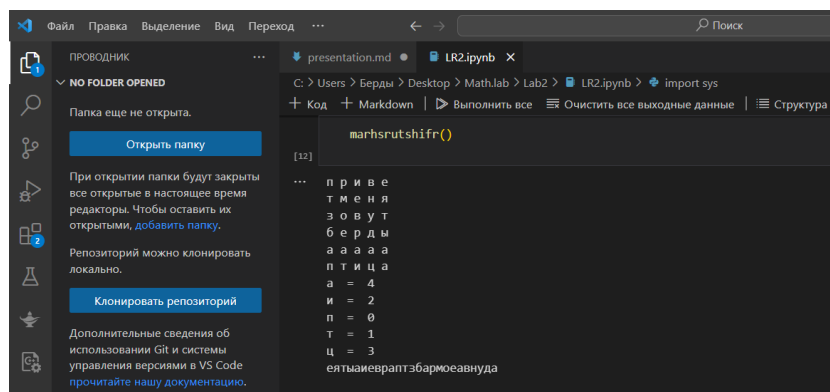 Файл Правка Выделение Вид Переход ··· ← → Поиск
ПРОВОДНИК ···
presentation.md ● LR2.ipynb ×
NO FOLDER OPENED
C: > Users > Берды > Desktop > Math.lab > Lab2 > LR2.ipynb > import sys
Папка еще не открыта.
+ Код + Markdown | Выполнить все Очистить все выходные данные | Структура
Открыть папку
marhsrutshifr()
[12]
При открытии папки будут закрыты
все открытые в настоящее время
редакторы. Чтобы оставить их
открытыми, добавить папку.
Репозиторий можно клонировать
локально.
Клонировать репозиторий
Дополнительные сведения об
использовании Git и системы
управления версиями в VS Code
прочитайте нашу документацию.
1
2
···
п р и в е
т м е н я
з о в у т
б е р д ы
а а а а а
п т и ц а
а = 4
и = 2
п = 0
т = 1
ц = 3
еятыаиевраптзбармоеавнуда